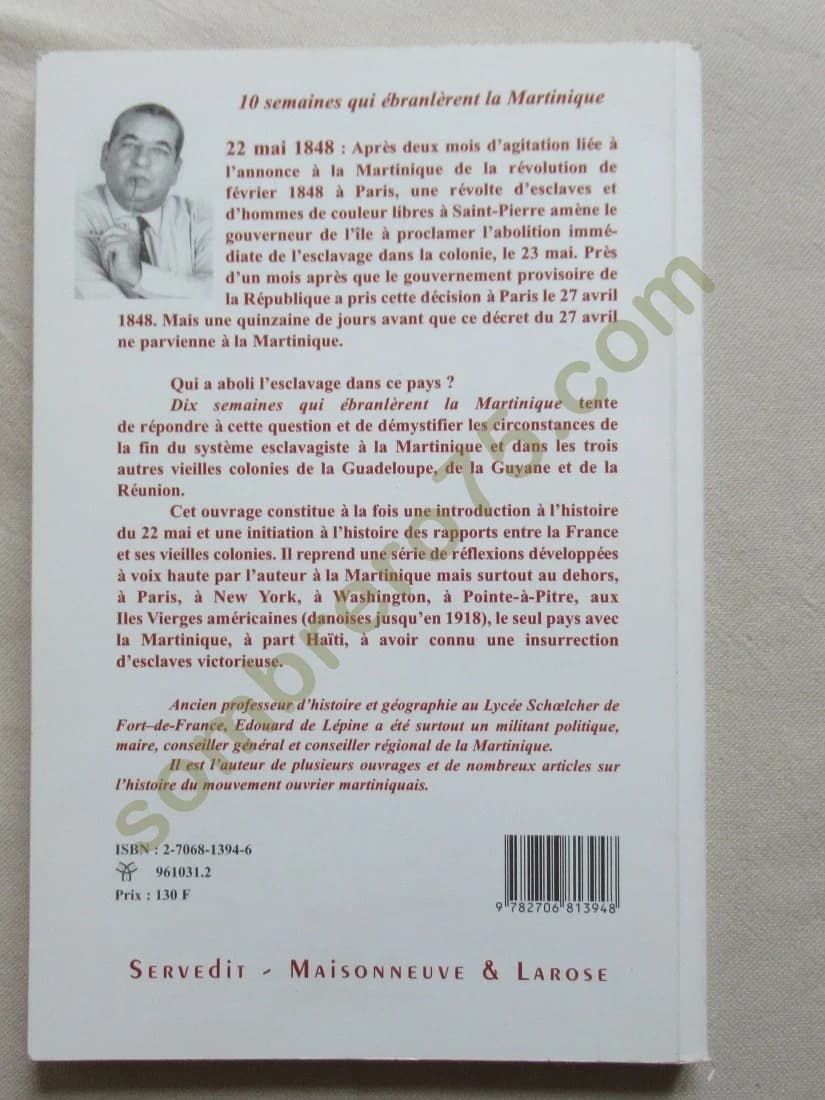 10 semaines qui ébranlèrent la Martinique
22 mai 1848 : Après deux mois d'agitation liée à
l'annonce à la Martinique de la révolution de
février 1848 à Paris, une révolte d'esclaves et
d'hommes de couleur libres à Saint-Pierre amène le
gouverneur de l'île à proclamer l'abolition immé-
diate de l'esclavage dans la colonie, le 23 mai. Près
d'un mois après que le gouvernement provisoire de
la République a pris cette décision à Paris le 27 avril
1848. Mais une quinzaine de jours avant que ce décret du 27 avril
ne parvienne à la Martinique.
Qui a aboli l'esclavage dans ce pays ?
Dix semaines qui ébranlèrent la Martinique tente
de répondre à cette question et de démystifier les circonstances de
la fin du système esclavagiste à la Martinique et dans les trois
autres vieilles colonies de la Guadeloupe, de la Guyane et de la
Réunion.
Cet ouvrage constitue à la fois une introduction à l'histoire
du 22 mai et une initiation à l'histoire des rapports entre la France
et ses vieilles colonies. Il reprend une série de réflexions développées
à voix haute par l'auteur à la Martinique mais surtout au dehors,
à Paris, à New York, à Washington, à Pointe-à-Pitre, aux
Iles Vierges américaines (danoises jusqu'en 1918), le seul pays avec
la Martinique, à part Haïti, à avoir connu une insurrection
d'esclaves victorieuse.
Ancien professeur d'histoire et géographie au Lycée Schœlcher de
Fort–de-France, Edouard de Lépine a été surtout un militant politique,
maire, conseiller général et conseiller régional de la Martinique.
Il est l'auteur de plusieurs ouvrages et de nombreux articles sur
l'histoire du mouvement ouvrier martiniquais.
ISBN : 2-7068-1394-6
961031.2
Prix : 130 F
9 782706 813948
SERVEDIT - MAISONNEUVE & LAROSE
sombrero75.com